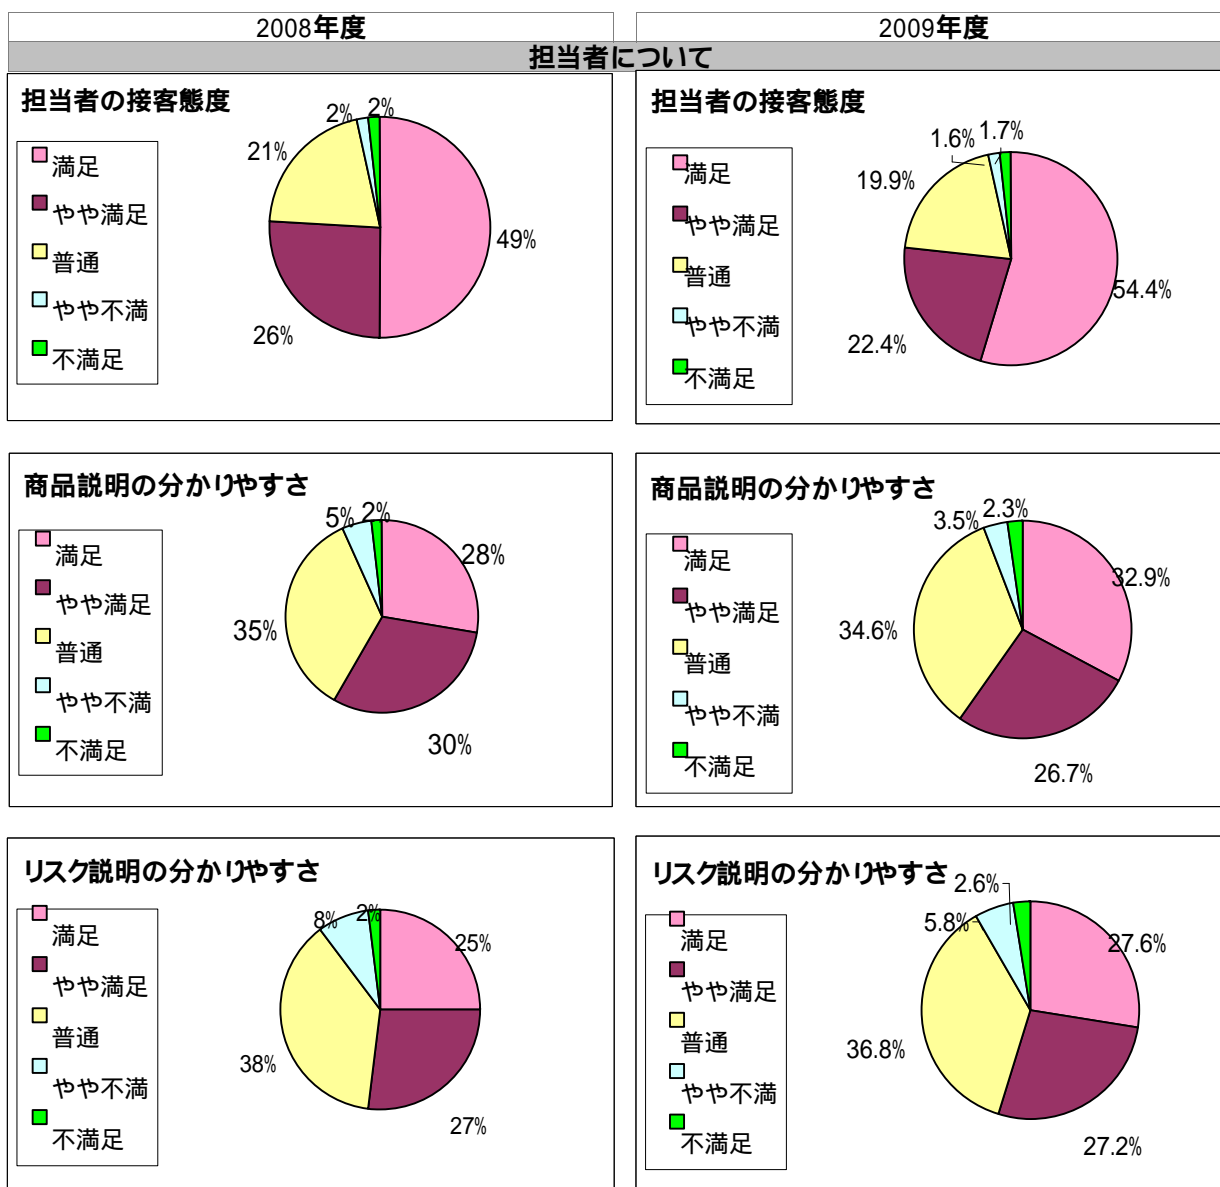 2008年度
2009年度
担当者について
担当者の接客態度
満足
やや満足
普通
やや不満
不満足
2%
2%
21%
49%
26%
担当者の接客態度
満足
やや満足
普通
やや不満
不満足
1.6%
1.7%
19.9%
54.4%
22.4%
商品説明の分かりやすさ
満足
やや満足
普通
やや不満
不満足
5%
2%
28%
35%
30%
商品説明の分かりやすさ
満足
やや満足
普通
やや不満
不満足
3.5%
2.3%
32.9%
34.6%
26.7%
リスク説明の分かりやすさ
満足
やや満足
普通
やや不満
不満足
8%
2%
25%
38%
27%
リスク説明の分かりやすさ
満足
やや満足
普通
やや不満
不満足
2.6%
5.8%
27.6%
36.8%
27.2%